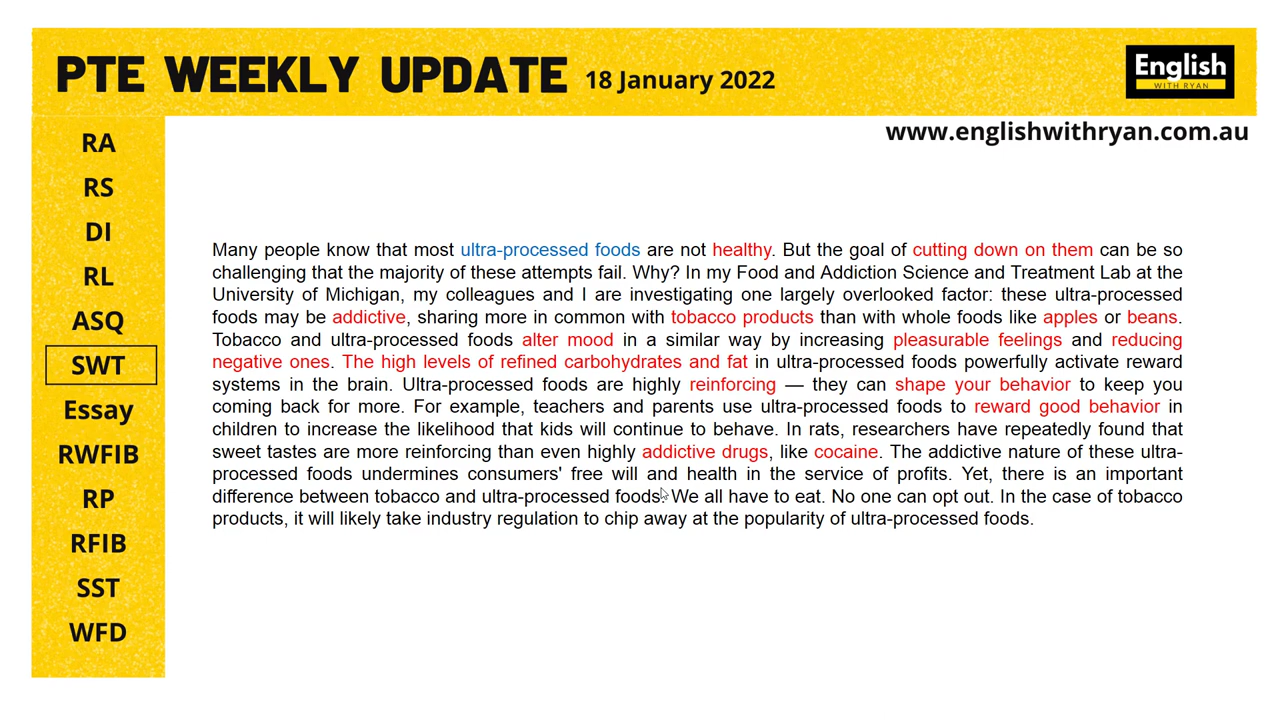 PTE WEEKLY UPDATE 18 January 2022
English
WITH RYAN
www.englishwithryan.com.au
RA
RS
DI
RL
ASQ
SWT
Essay
RWFIB
RP
RFIB
SST
WFD
Many people know that most ultra-processed foods are not healthy. But the goal of cutting down on them can be so
challenging that the majority of these attempts fail. Why? In my Food and Addiction Science and Treatment Lab at the
University of Michigan, my colleagues and I are investigating one largely overlooked factor: these ultra-processed
foods may be addictive, sharing more in common with tobacco products than with whole foods like apples or beans.
Tobacco and ultra-processed foods alter mood in a similar way by increasing pleasurable feelings and reducing
negative ones. The high levels of refined carbohydrates and fat in ultra-processed foods powerfully activate reward
systems in the brain. Ultra-processed foods are highly reinforcing — they can shape your behavior to keep you
coming back for more. For example, teachers and parents use ultra-processed foods to reward good behavior in
children to increase the likelihood that kids will continue to behave. In rats, researchers have repeatedly found that
sweet tastes are more reinforcing than even highly addictive drugs, like cocaine. The addictive nature of these ultra-
processed foods undermines consumers' free will and health in the service of profits. Yet, there is an important
difference between tobacco and ultra-processed foods. We all have to eat. No one can opt out. In the case of tobacco
products, it will likely take industry regulation to chip away at the popularity of ultra-processed foods.